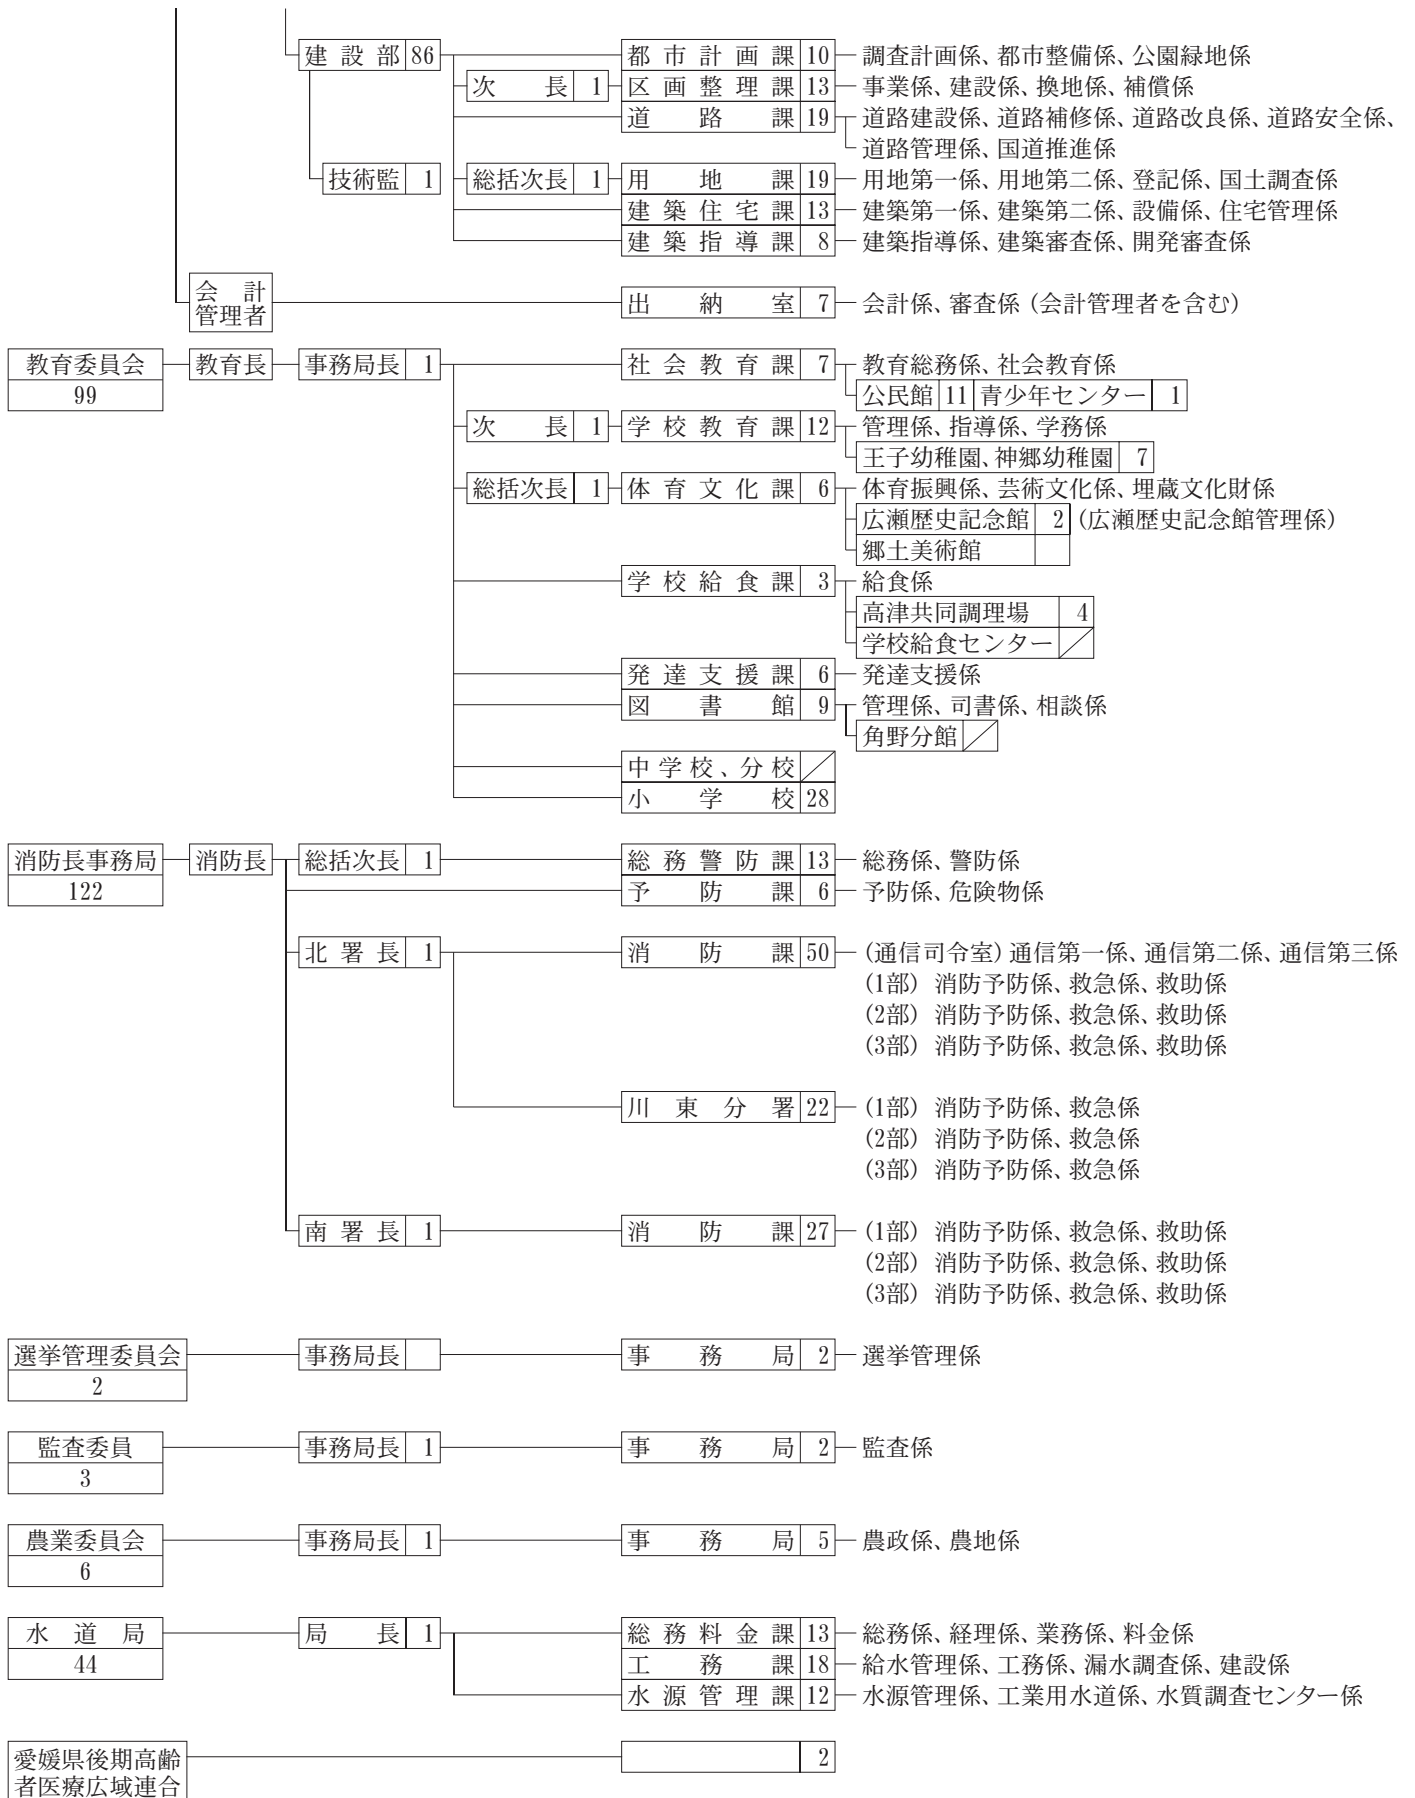 建設部 86 都市計画課 10 調査計画係、都市整備係、公園緑地係
次長 1 区画整理課 13 事業係、建設係、換地係、補償係
道路課 19 道路建設係、道路補修係、道路改良係、道路安全係、
道路管理係、国道推進係
技術監 1 総括次長 1 用地課 19 用地第一係、用地第二係、登記係、国土調査係
建築住宅課 13 建築第一係、建築第二係、設備係、住宅管理係
建築指導課 8 建築指導係、建築審査係、開発審査係
会計
管理者 出納室 7 会計係、審査係（会計管理者を含む）
教育委員会 教育長 事務局長 1 社会教育課 7 教育総務係、社会教育係
99 公民館 11 青少年センター 1
次長 1 学校教育課 12 管理係、指導係、学務係
王子幼稚園、神郷幼稚園 7
総括次長 1 体育文化課 6 体育振興係、芸術文化係、埋蔵文化財係
広瀬歴史記念館 2（広瀬歴史記念館管理係）
郷土美術館
学校給食課 3 給食係
高津共同調理場 4
学校給食センター
発達支援課 6 発達支援係
図書館 9 管理係、司書係、相談係
角野分館
中学校、分校
小学校 28
消防長事務局 消防長 総括次長 1 総務警防課 13 総務係、警防係
122 予防課 6 予防係、危険物係
北署長 1 消防課 50（通信司令室）通信第一係、通信第二係、通信第三係
（1部）消防予防係、救急係、救助係
（2部）消防予防係、救急係、救助係
（3部）消防予防係、救急係、救助係
川東分署 22（1部）消防予防係、救急係
（2部）消防予防係、救急係
（3部）消防予防係、救急係
南署長 1 消防課 27（1部）消防予防係、救急係、救助係
（2部）消防予防係、救急係、救助係
（3部）消防予防係、救急係、救助係
選挙管理委員会 事務局長 事務局 2 選挙管理係
2
監査委員 事務局長 1 事務局 2 監査係
3
農業委員会 事務局長 1 事務局 5 農政係、農地係
6
水道局 局長 1 総務料金課 13 総務係、経理係、業務係、料金係
44 工務課 18 給水管理係、工務係、漏水調査係、建設係
水源管理課 12 水源管理係、工業用水道係、水質調査センター係
愛媛県後期高齢 2
者医療広域連合